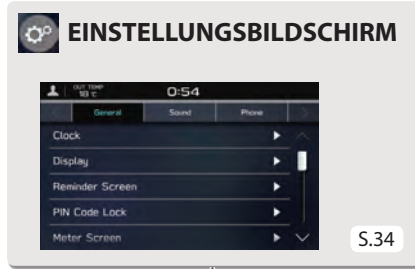 EINSTELLUNGSBILDSCHIRM
OUT TEMP
18 °C
0:54
General Sound Phone
Clock
Display
Reminder Screen
PIN Code Lock
Meter Screen
S.34